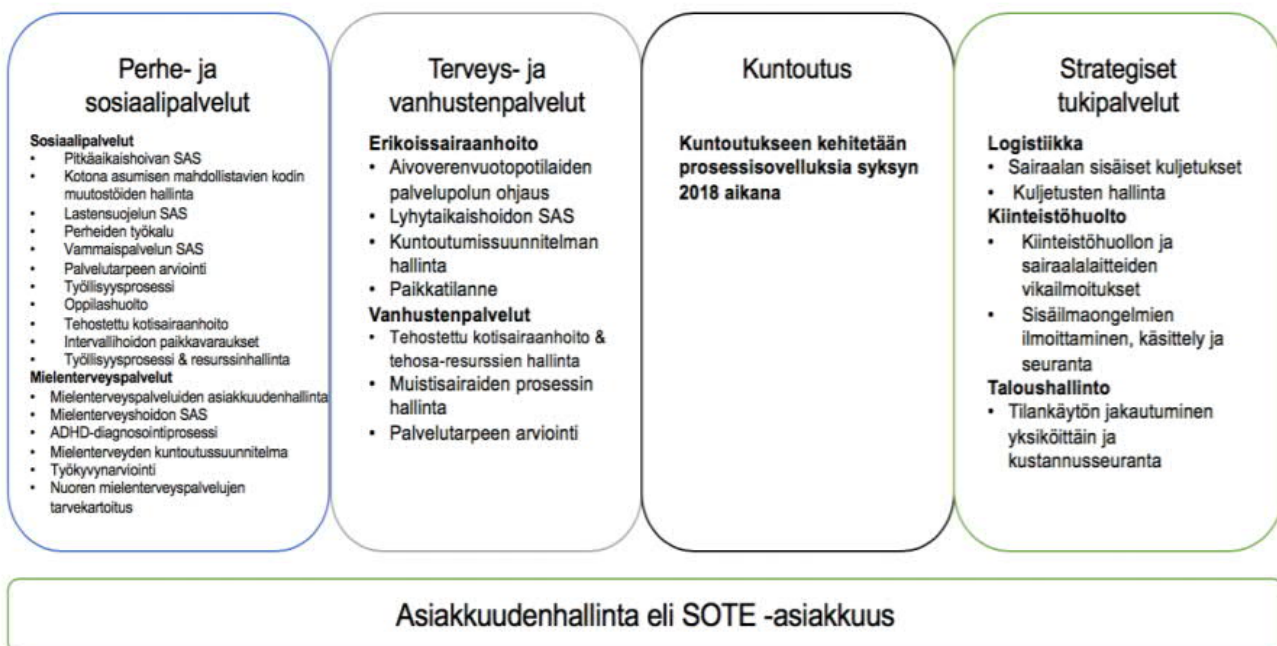 Perhe- ja
sosiaalipalvelut
Sosiaalipalvelut
• Pitkäaikaishoivan SAS
• Kotona asumisen mahdollistavien kodin
muutostöiden hallinta
• Lastensuojelun SAS
• Perheiden työkalu
• Vammaispalvelun SAS
• Palvelutarpeen arviointi
• Työllisyysprosessi
• Oppilashuolto
• Tehostettu kotisairaanhoito
• Intervallihoidon paikkavaraukset
• Työllisyysprosessi & resurssinhallinta
Mielenterveyspalvelut
• Mielenterveyspalveluiden asiakkuudenhallinta
• Mielenterveyshoidon SAS
• ADHD-diagnosointiprosessi
• Mielenterveyden kuntoutussuunnitelma
• Työkyvynarviointi
• Nuoren mielenterveyspalvelujen
tarvekartoitus
Terveys- ja
vanhustenpalvelut
Erikoissairaanhoito
• Aivoverenvuotopotilaiden
palvelupolun ohjaus
• Lyhytaikaishoidon SAS
• Kuntoutumissuunnitelman
hallinta
• Paikkatilanne
Vanhustenpalvelut
• Tehostettu kotisairaanhoito &
tehosa-resurssien hallinta
• Muistisairaiden prosessin
hallinta
• Palvelutarpeen arviointi
Kuntoutus
Kuntoutukseen kehitetään
prosessisovelluksia syksyn
2018 aikana
Strategiset
tukipalvelut
Logistiikka
• Sairaalan sisäiset kuljetukset
• Kuljetusten hallinta
Kiinteistöhuolto
• Kiinteistöhuollon ja
sairaalalaitteiden
vikailmoitukset
• Sisäilmaongelmien
ilmoittaminen, käsittely ja
seuranta
Taloushallinto
• Tilankäytön jakautuminen
yksiköittäin ja
kustannusseuranta
Asiakkuudenhallinta eli SOTE -asiakkuus